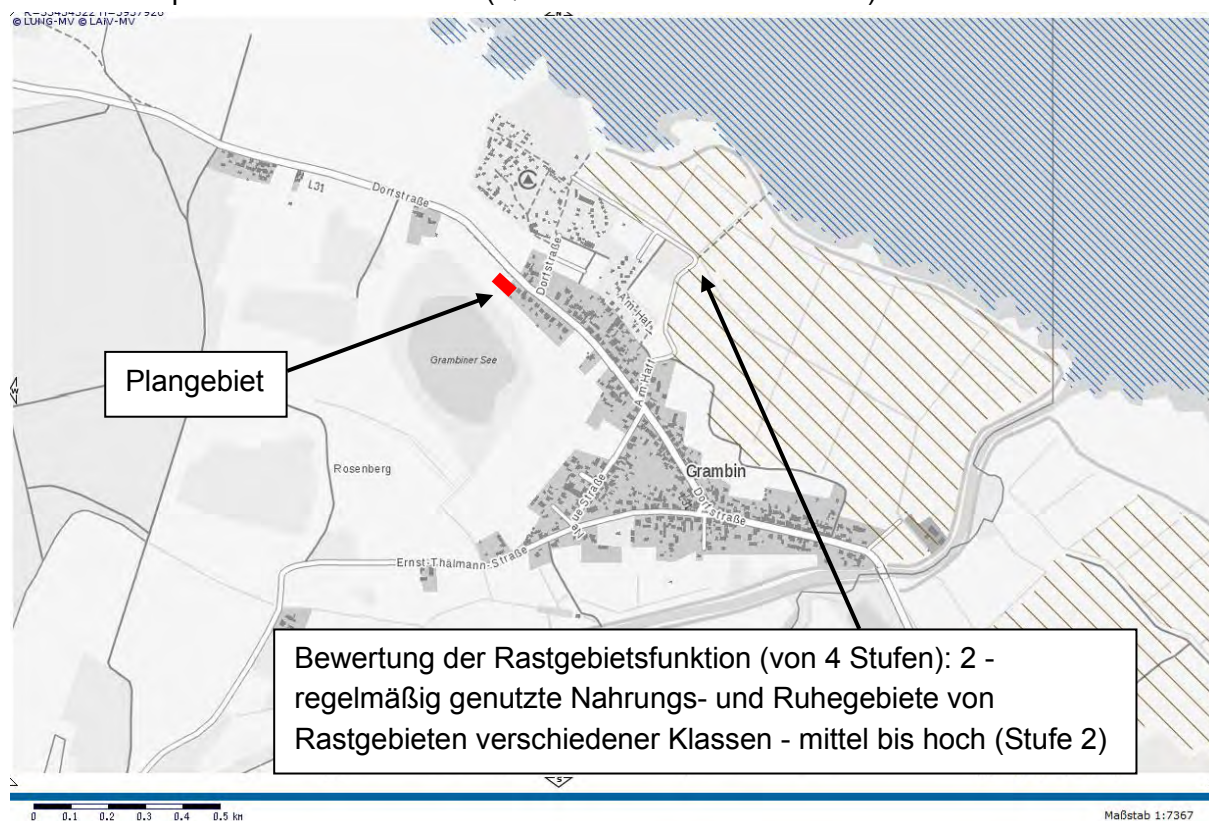 © LUNG-MV © LAiV-MV
N
L31
Dorfstraße
Dorfstraße
Am Haff
Plangebiet
Grambiner See
W
Am Haff
Rosenberg
Grambin
Neue Straße
Dorfstraße
Ernst-Thälmann-Straße
Bewertung der Rastgebietsfunktion (von 4 Stufen): 2 -
regelmäßig genutzte Nahrungs- und Ruhegebiete von
Rastgebieten verschiedener Klassen - mittel bis hoch (Stufe 2)
S
0 0.1 0.2 0.3 0.4 0.5 km
Maßstab 1:7367